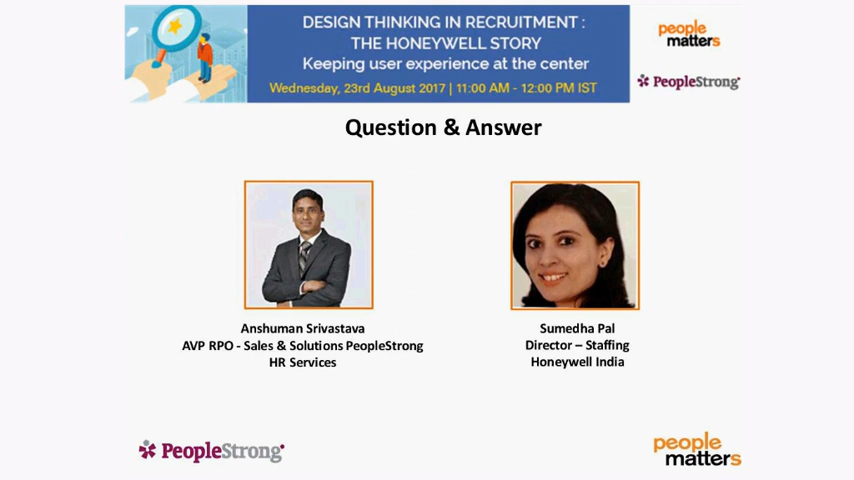 DESIGN THINKING IN RECRUITMENT :
THE HONEYWELL STORY
Keeping user experience at the center
Wednesday, 23rd August 2017 | 11:00 AM - 12:00 PM IST
people
matters
PeopleStrong
Question & Answer
Anshuman Srivastava
AVP RPO - Sales & Solutions PeopleStrong
HR Services
Sumedha Pal
Director – Staffing
Honeywell India
PeopleStrong
people
matters